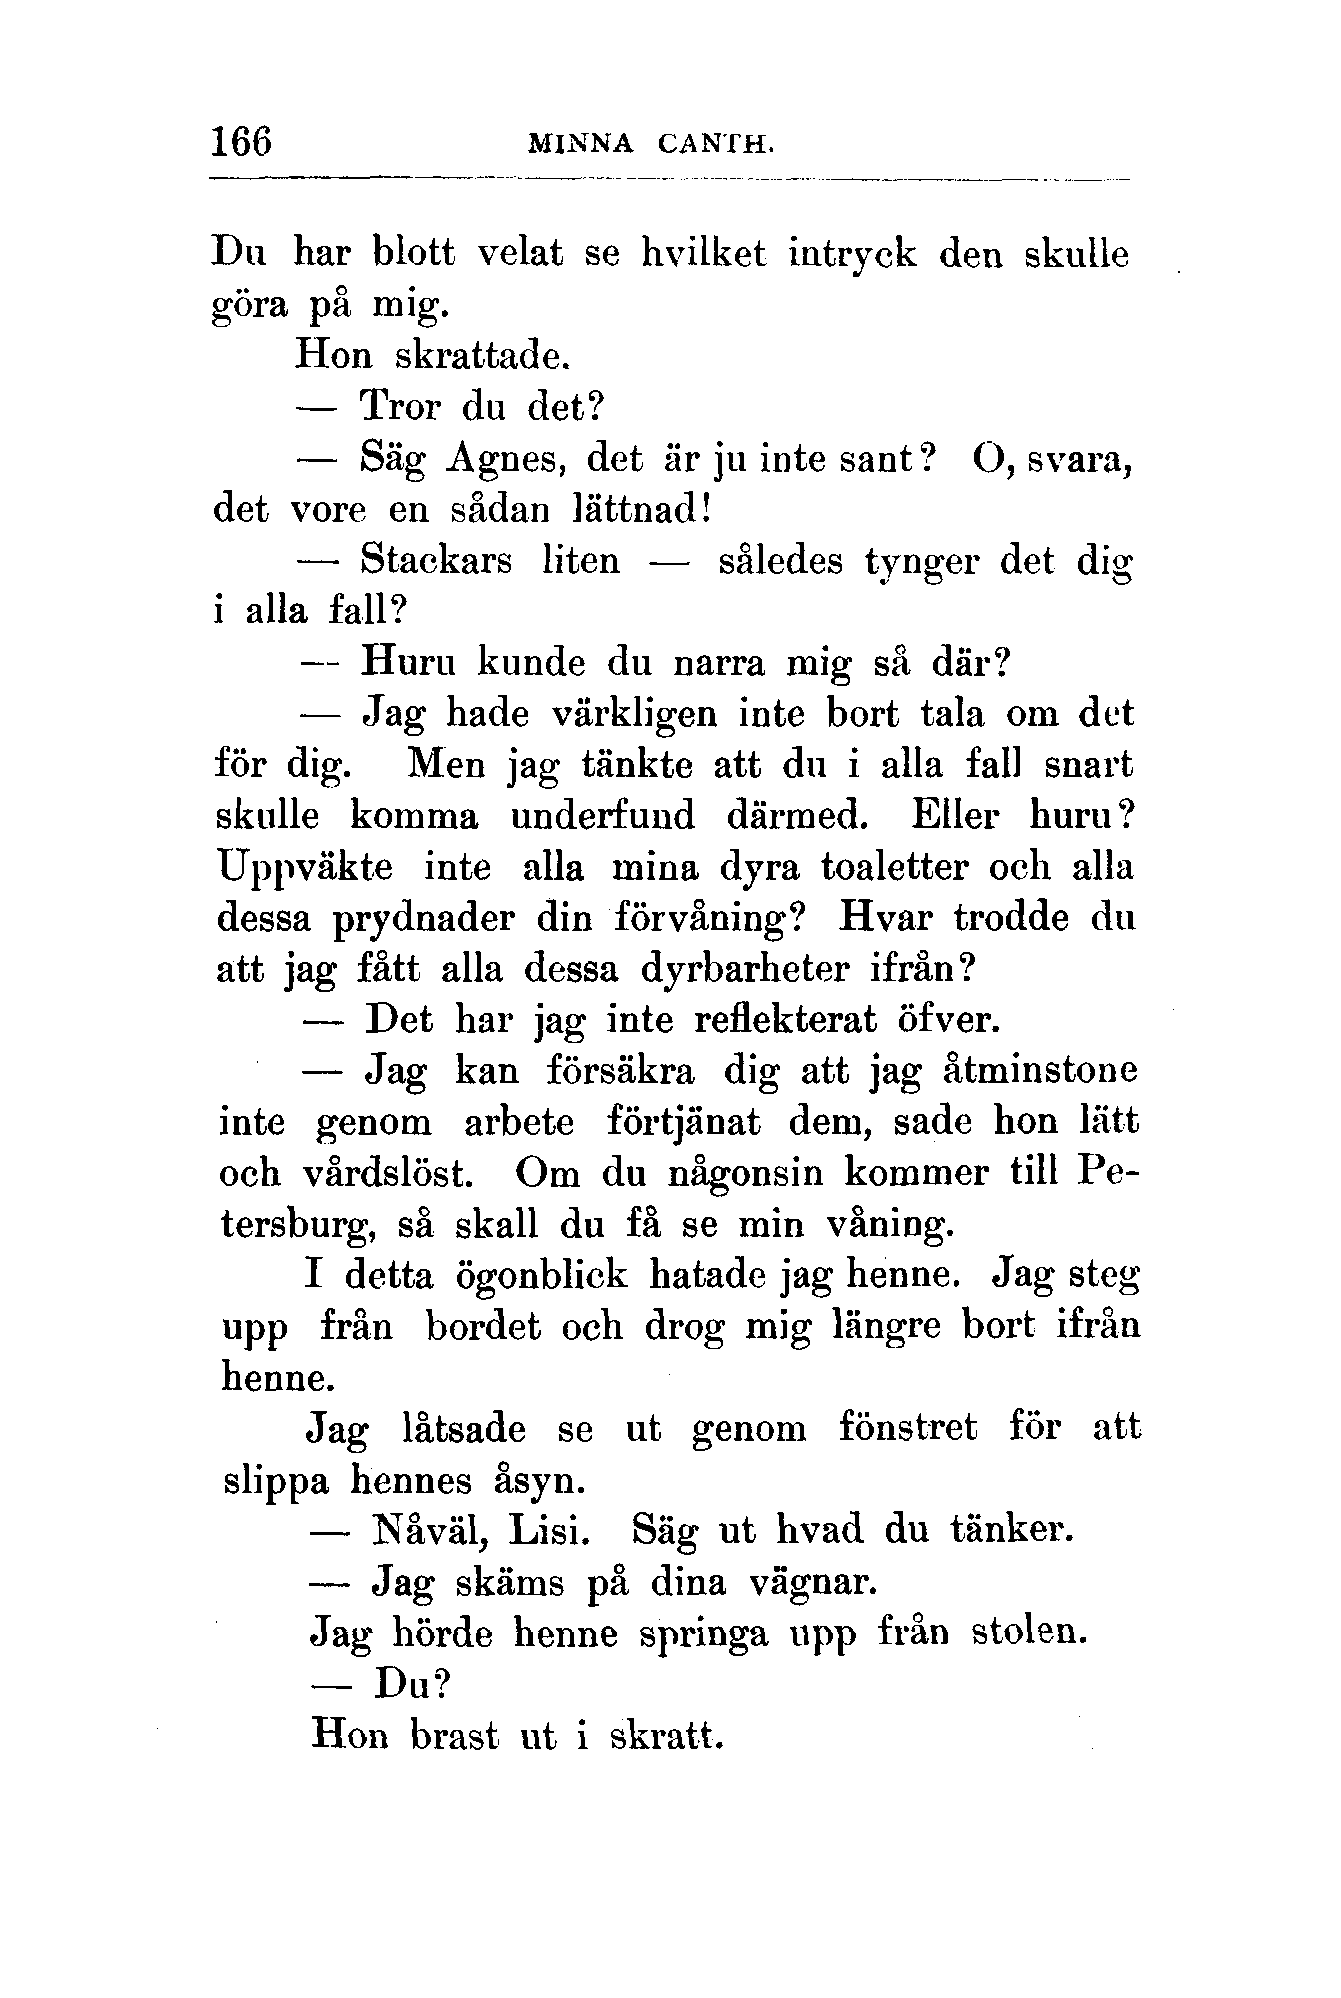 166 MINNA CANTH.
Du har blott velat se hvilket intryck den skulle
göra på mig.
Hon skrattade.
— Tror du det?
— Säg Agnes, det är ju inte sant? O, svara,
det vore en sådan lättnad!
— Stackars liten — således tynger det dig
i alla fall?
— Huru kunde du narra mig så där?
— Jag hade värkligen inte bort tala om det
för dig. Men jag tänkte att du i alla fall snart
skulle komma underfund därmed. Eller huru?
Uppväkte inte alla mina dyra toaletter och alla
dessa prydnader din förvåning? Hvar trodde du
att jag fått alla dessa dyrbarheter ifrån?
— Det har jag inte reflekterat öfver.
— Jag kan försäkra dig att jag åtminstone
inte genom arbete förtjänat dem, sade hon lätt
och vårdslöst. Om du någonsin kommer till Pe-
tersburg, så skall du få se min våning.
I detta ögonblick hatade jag henne. Jag steg
upp från bordet och drog mig längre bort ifrån
henne.
Jag låtsade se ut genom fönstret för att
slippa hennes åsyn.
— Nåväl, Lisi. Säg ut hvad du tänker.
— Jag skäms på dina vägnar.
Jag hörde henne springa upp från stolen.
— Du?
Hon brast ut i skratt.